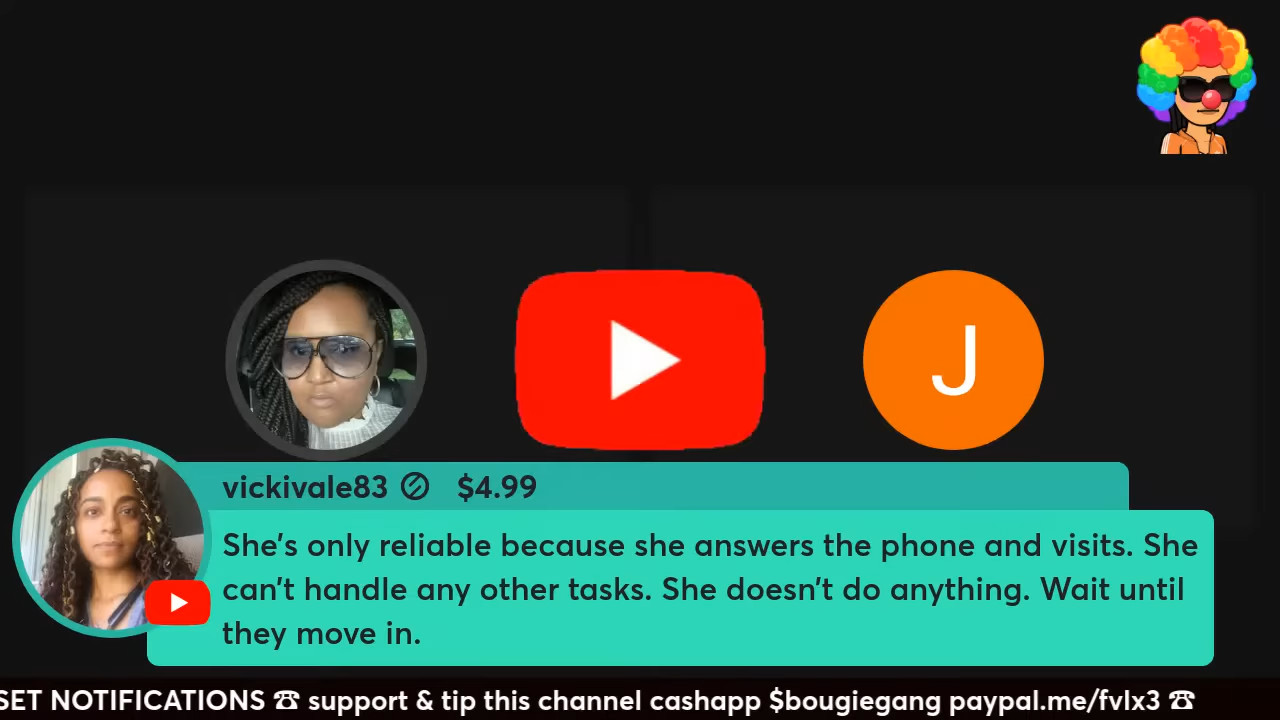 J
vickivale83 $4.99
She's only reliable because she answers the phone and visits. She
can't handle any other tasks. She doesn't do anything. Wait until
they move in.
SET NOTIFICATIONS ☎ support & tip this channel cashapp $bougiegang paypal.me/fvlx3 ☎